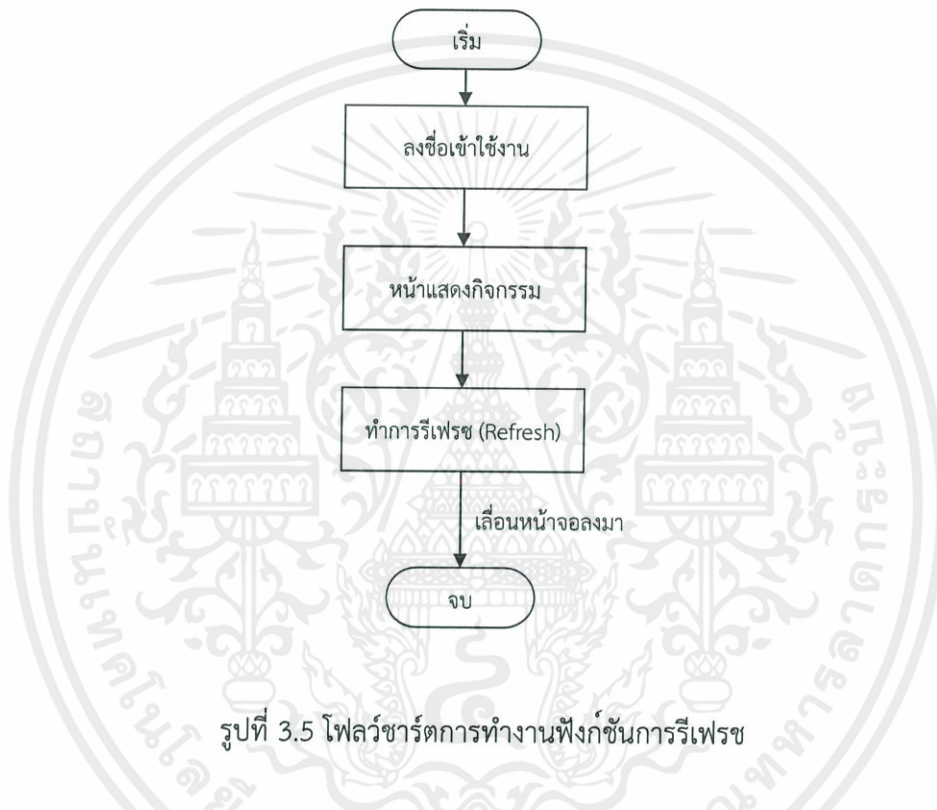 เริ่ม
ลงชื่อเข้าใช้งาน
หน้าแสดงกิจกรรม
ทำการรีเฟรช (Refresh)
เลื่อนหน้าจอลงมา
จบ
รูปที่ 3.5 โฟลว์ชาร์ตการทำงานฟังก์ชันการรีเฟรช